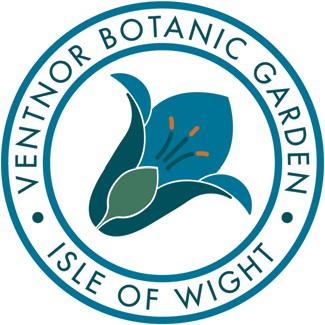 VENTNOR BOTANIC GARDEN
ISLE OF WIGHT